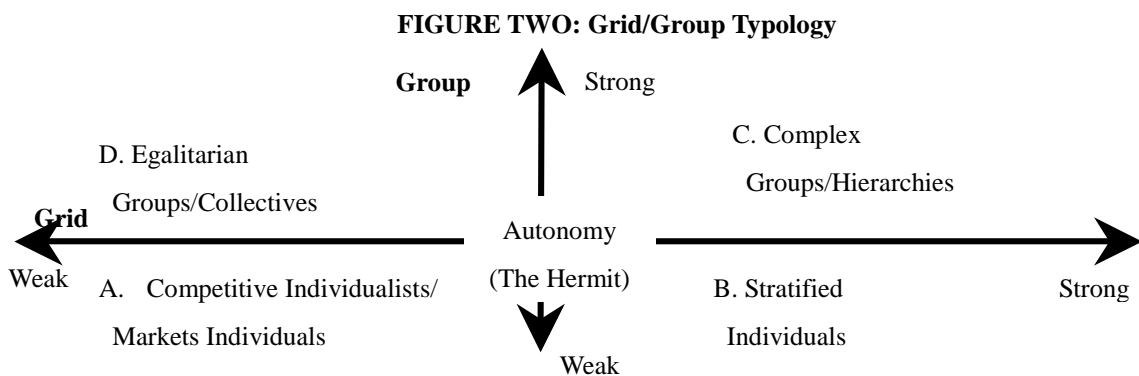 FIGURE TWO: Grid/Group Typology
Group Strong
D. Egalitarian
Groups/Collectives
C. Complex
Groups/Hierarchies
Grid
Autonomy
(The Hermit)
Weak
A. Competitive Individualists/
Markets Individuals
B. Stratified
Individuals
Strong
Weak